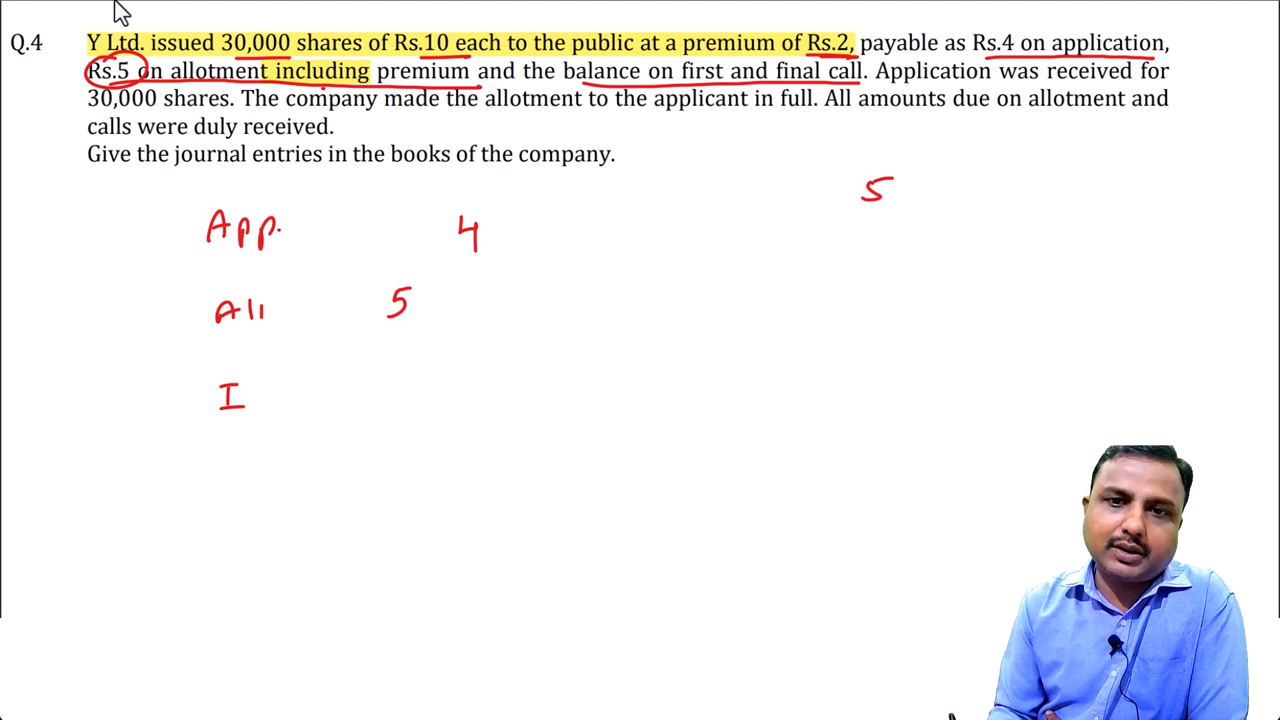 Q.4 Y Ltd. issued 30,000 shares of Rs.10 each to the public at a premium of Rs.2, payable as Rs.4 on application,
Rs.5 on allotment including premium and the balance on first and final call. Application was received for
30,000 shares. The company made the allotment to the applicant in full. All amounts due on allotment and
calls were duly received.
Give the journal entries in the books of the company.
5
App. 4
All 5
I